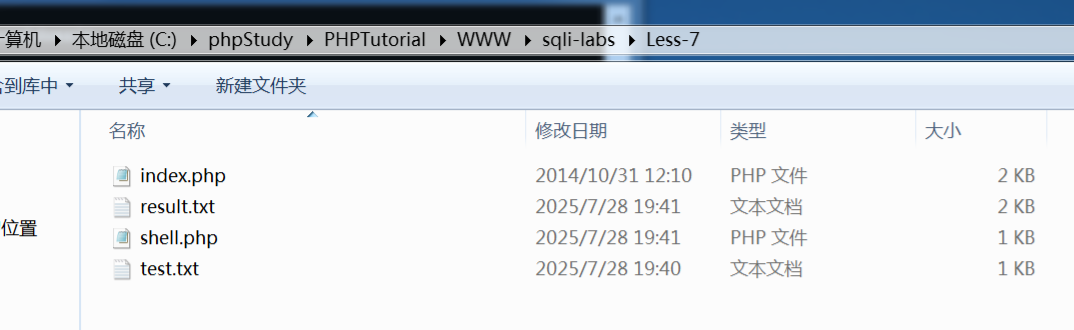 计算机 本地磁盘 (C:) phpStudy PHPTutorial WWW sqli-labs Less-7
含到库中 共享 新建文件夹
名称 修改日期 类型 大小
index.php 2014/10/31 12:10 PHP 文件 2 KB
result.txt 2025/7/28 19:41 文本文档 2 KB
的位置 shell.php 2025/7/28 19:41 PHP 文件 1 KB
test.txt 2025/7/28 19:40 文本文档 1 KB